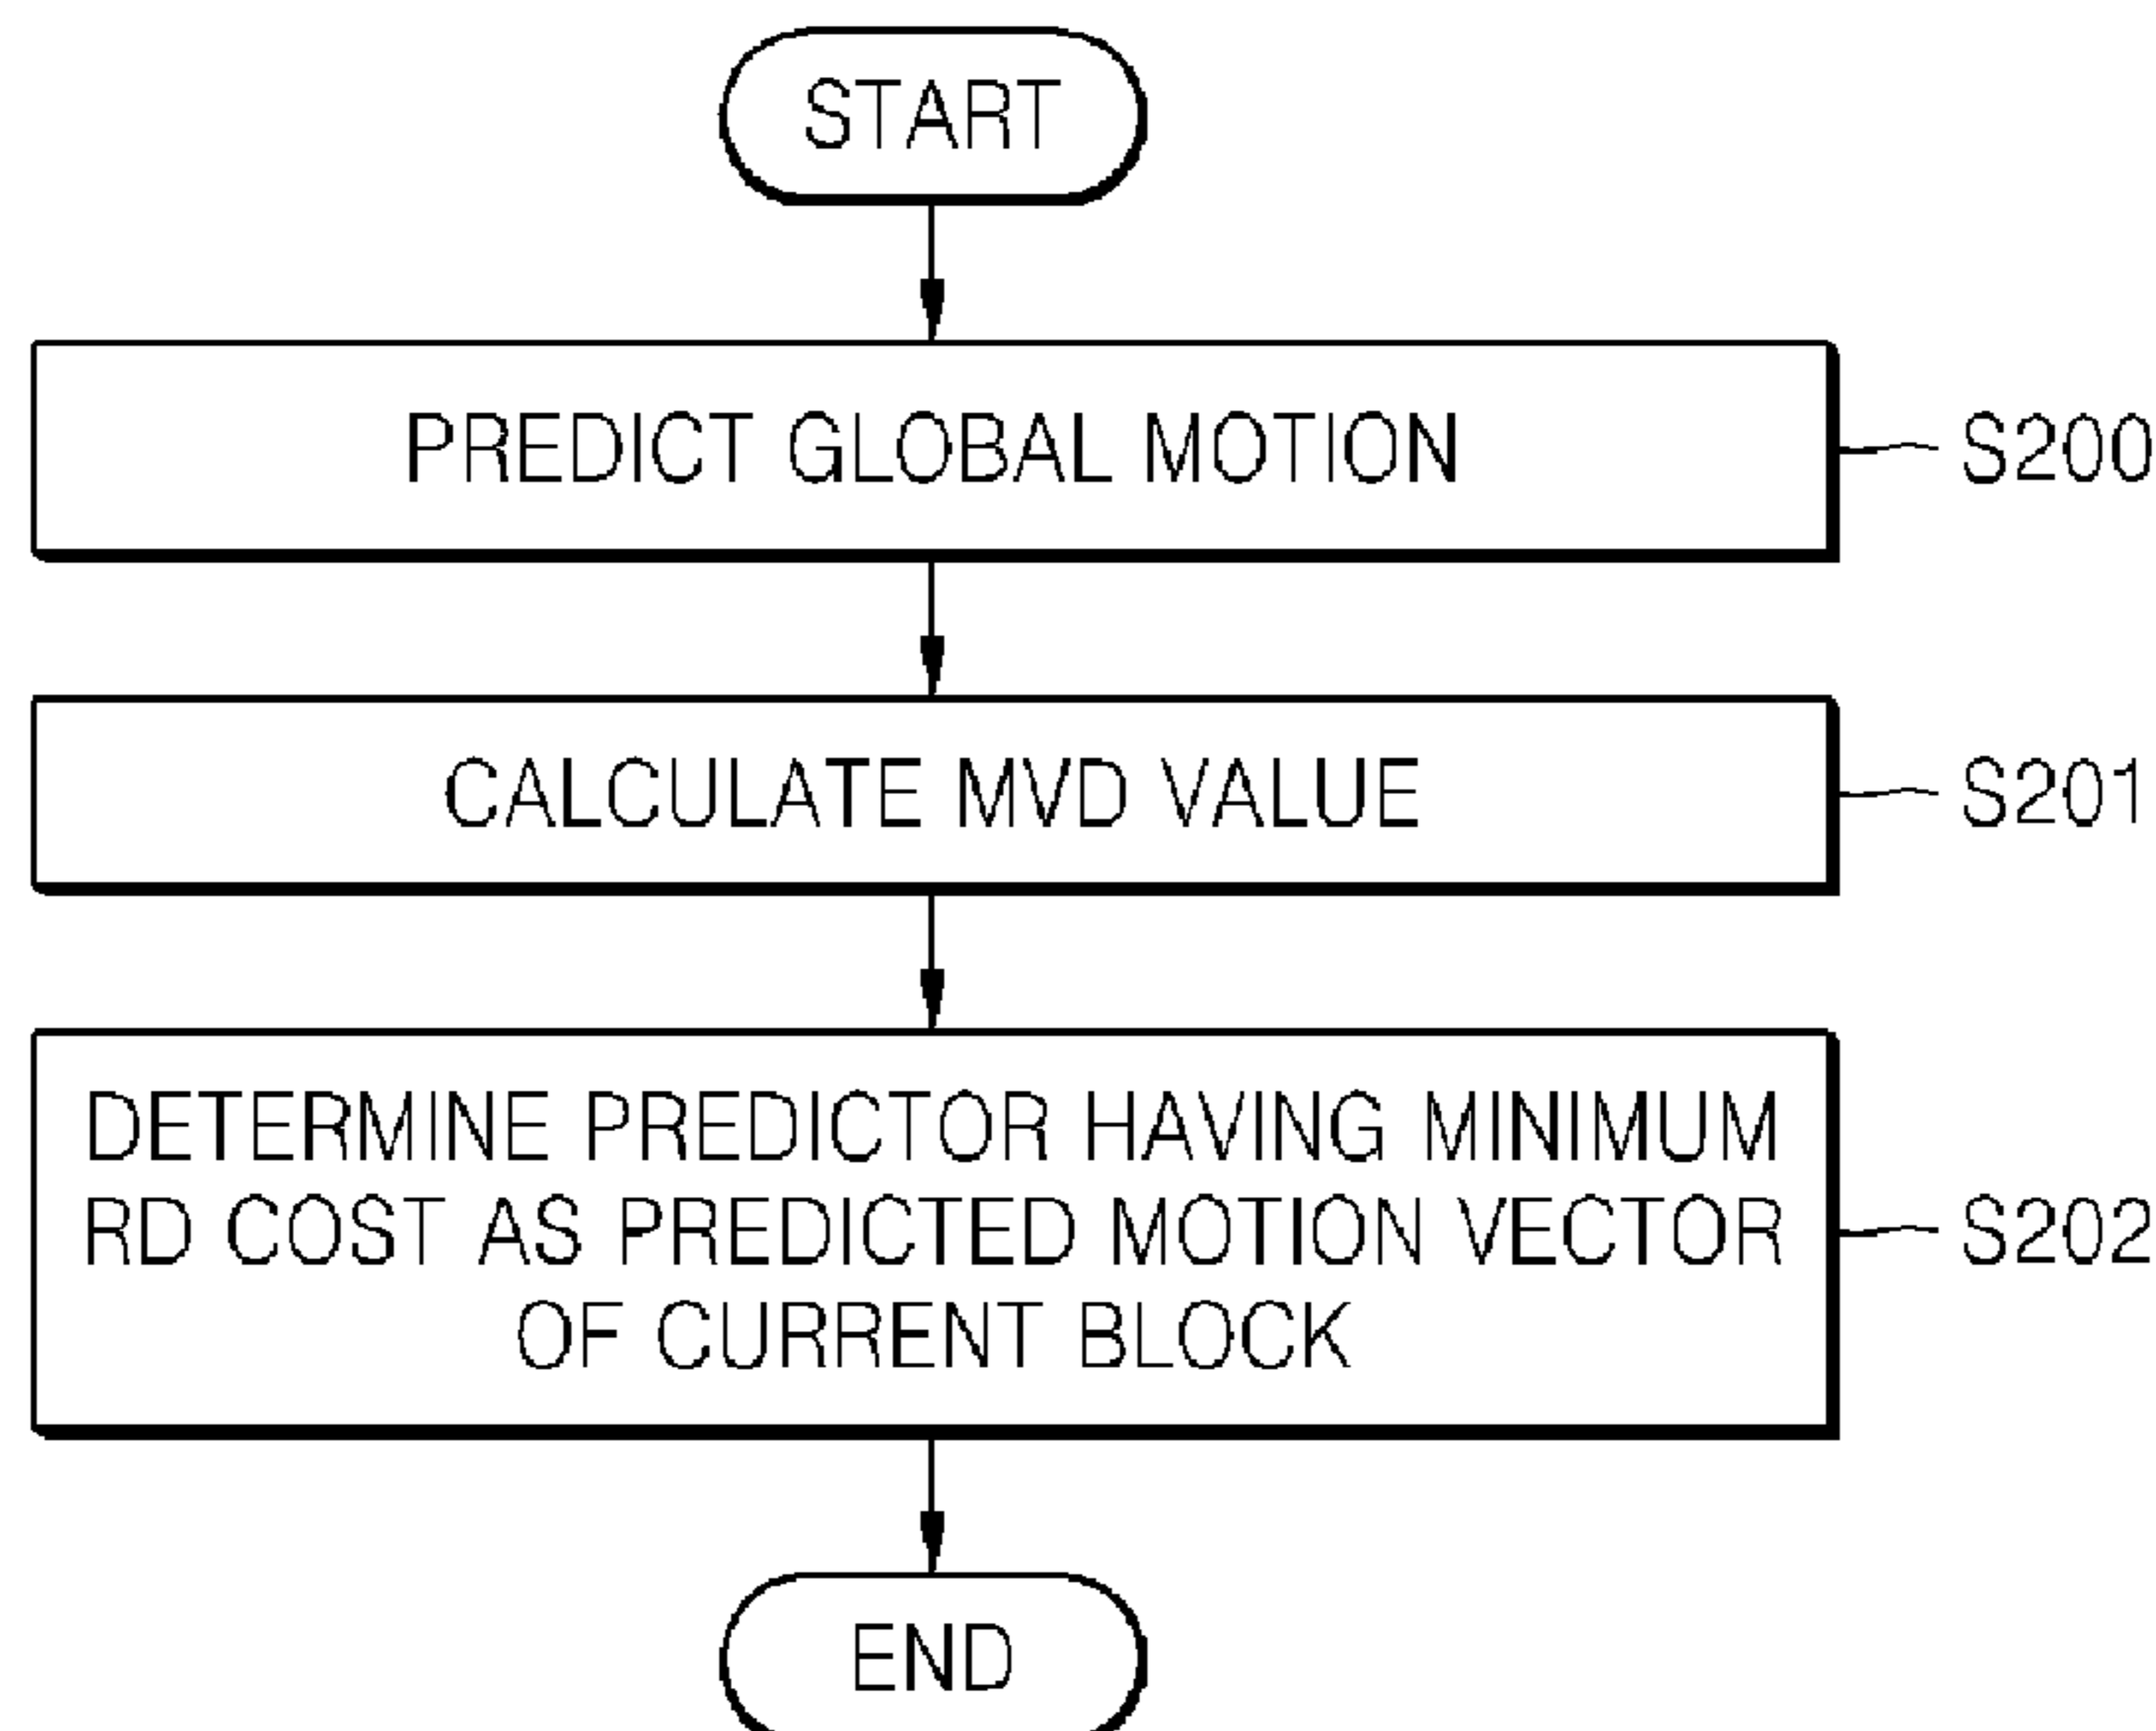 START
PREDICT GLOBAL MOTION
S200
CALCULATE MVD VALUE
S201
DETERMINE PREDICTOR HAVING MINIMUM
RD COST AS PREDICTED MOTION VECTOR
OF CURRENT BLOCK
S202
END